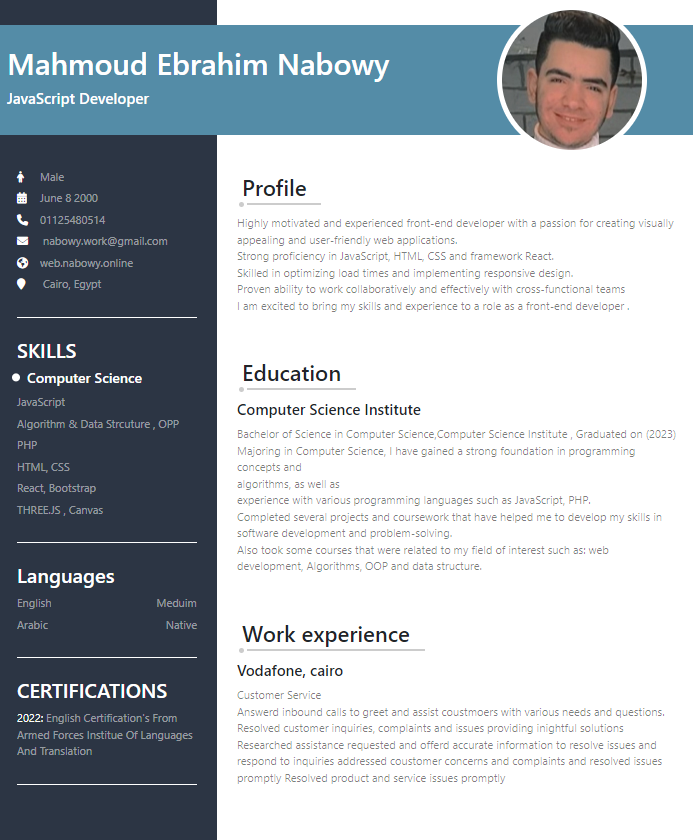 Mahmoud Ebrahim Nabowy
JavaScript Developer
Male
June 8 2000
01125480514
nabowy.work@gmail.com
web.nabowy.online
Cairo, Egypt
SKILLS
Computer Science
JavaScript
Algorithm & Data Strcuture , OPP
PHP
HTML, CSS
React, Bootstrap
THREE.JS , Canvas
Languages
English Meduim
Arabic Native
CERTIFICATIONS
2022: English Certification's From
Armed Forces Institue Of Languages
And Translation
Profile
Highly motivated and experienced front-end developer with a passion for creating visually
appealing and user-friendly web applications.
Strong proficiency in JavaScript, HTML, CSS and framework React.
Skilled in optimizing load times and implementing responsive design.
Proven ability to work collaboratively and effectively with cross-functional teams
I am excited to bring my skills and experience to a role as a front-end developer .
Education
Computer Science Institute
Bachelor of Science in Computer Science,Computer Science Institute , Graduated on (2023)
Majoring in Computer Science, I have gained a strong foundation in programming
concepts and
algorithms, as well as
experience with various programming languages such as JavaScript, PHP.
Completed several projects and coursework that have helped me to develop my skills in
software development and problem-solving.
Also took some courses that were related to my field of interest such as: web
development, Algorithms, OOP and data structure.
Work experience
Vodafone, cairo
Customer Service
Answerd inbound calls to greet and assist coustmoers with various needs and questions.
Resolved customer inquiries, complaints and issues providing inightful solutions
Researched assistance requested and offerd accurate information to resolve issues and
respond to inquiries addressed coustomer concerns and complaints and resolved issues
promptly Resolved product and service issues promptly